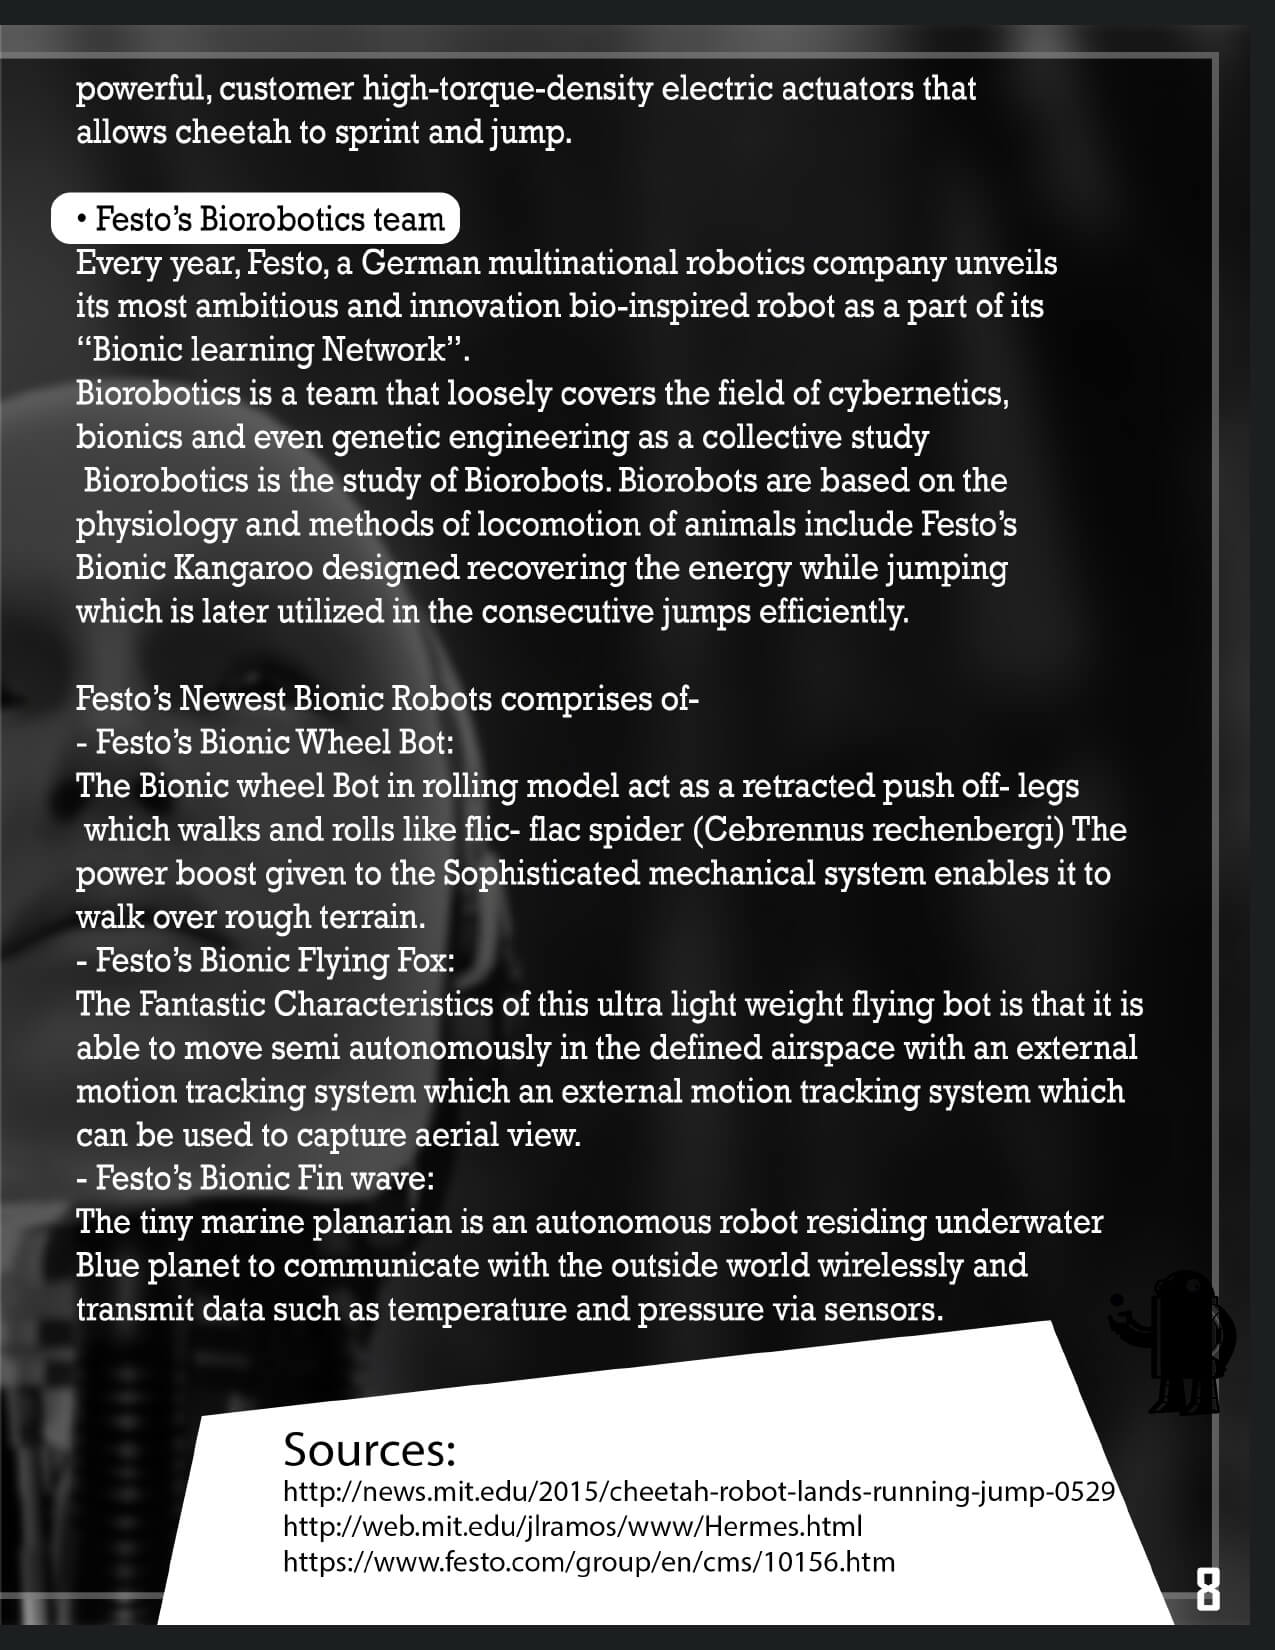 powerful, customer high-torque-density electric actuators that
allows cheetah to sprint and jump.
• Festo’s Biorobotics team
Every year, Festo, a German multinational robotics company unveils
its most ambitious and innovation bio-inspired robot as a part of its
“Bionic learning Network”.
Biorobotics is a team that loosely covers the field of cybernetics,
bionics and even genetic engineering as a collective study
Biorobotics is the study of Biorobots. Biorobots are based on the
physiology and methods of locomotion of animals include Festo’s
Bionic Kangaroo designed recovering the energy while jumping
which is later utilized in the consecutive jumps efficiently.
Festo’s Newest Bionic Robots comprises of-
- Festo’s Bionic Wheel Bot:
The Bionic wheel Bot in rolling model act as a retracted push off- legs
which walks and rolls like flic- flac spider (Cebrennus rechenbergi) The
power boost given to the Sophisticated mechanical system enables it to
walk over rough terrain.
- Festo’s Bionic Flying Fox:
The Fantastic Characteristics of this ultra light weight flying bot is that it is
able to move semi autonomously in the defined airspace with an external
motion tracking system which an external motion tracking system which
can be used to capture aerial view.
- Festo’s Bionic Fin wave:
The tiny marine planarian is an autonomous robot residing underwater
Blue planet to communicate with the outside world wirelessly and
transmit data such as temperature and pressure via sensors.
Sources:
http://news.mit.edu/2015/cheetah-robot-lands-running-jump-0529
http://web.mit.edu/jlramos/www/Hermes.html
https://www.festo.com/group/en/cms/10156.htm
8